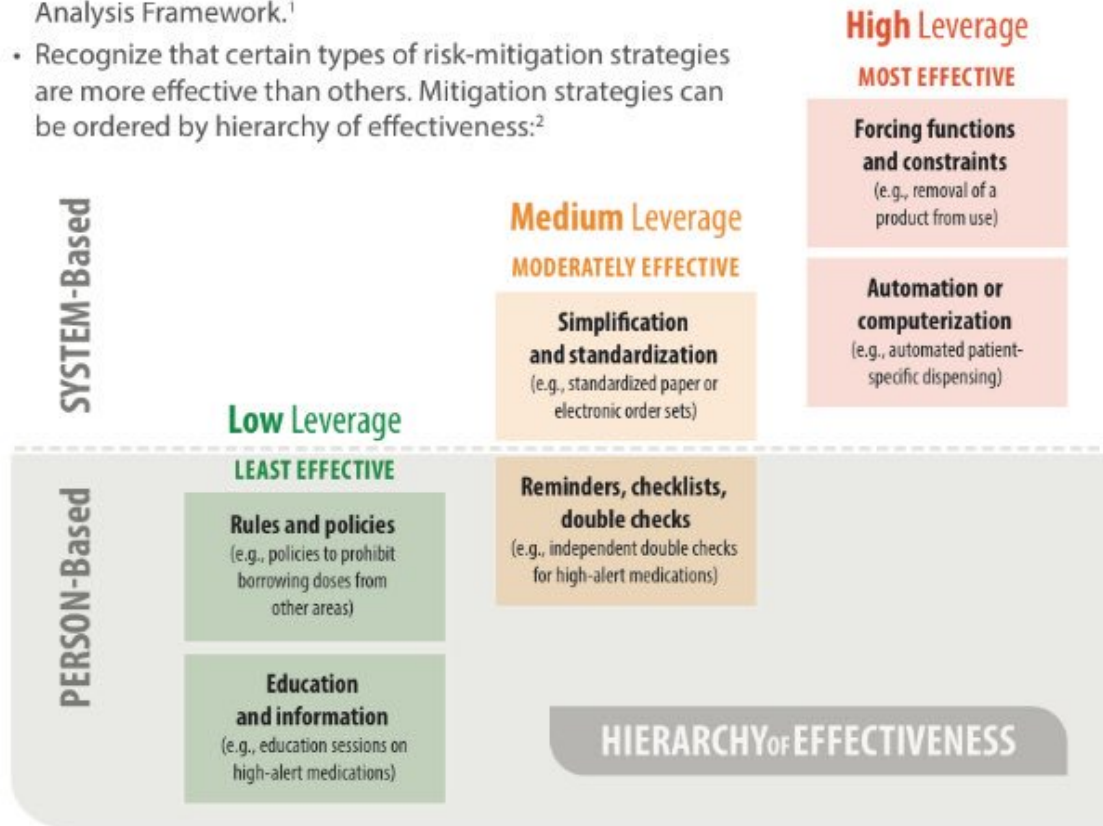 Analysis Framework.¹
• Recognize that certain types of risk-mitigation strategies
are more effective than others. Mitigation strategies can
be ordered by hierarchy of effectiveness:²
High Leverage
MOST EFFECTIVE
Forcing functions
and constraints
(e.g., removal of a
product from use)
Automation or
computerization
(e.g., automated patient-
specific dispensing)
SYSTEM-Based
Medium Leverage
MODERATELY EFFECTIVE
Simplification
and standardization
(e.g., standardized paper or
electronic order sets)
Reminders, checklists,
double checks
(e.g., independent double checks
for high-alert medications)
Low Leverage
LEAST EFFECTIVE
PERSON-Based
Rules and policies
(e.g., policies to prohibit
borrowing doses from
other areas)
Education
and information
(e.g., education sessions on
high-alert medications)
HIERARCHY OF EFFECTIVENESS